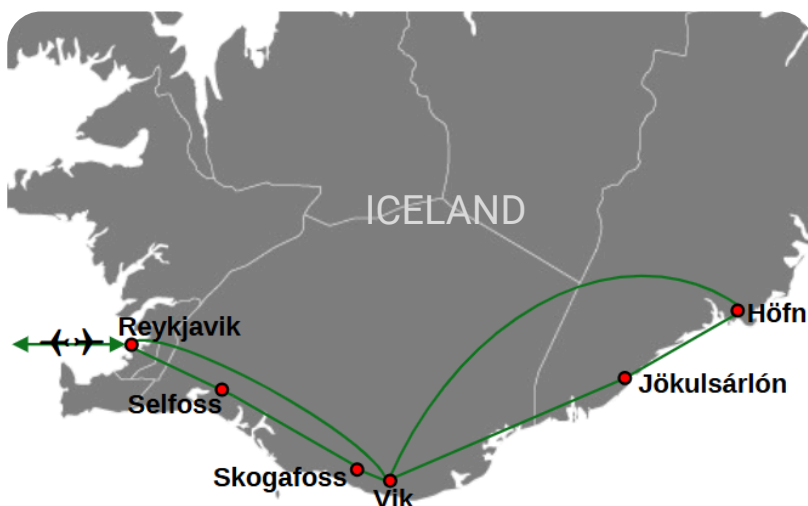 ICELAND
Reykjavik
Höfn
Jökulsárlón
Selfoss
Skogafoss
Vik